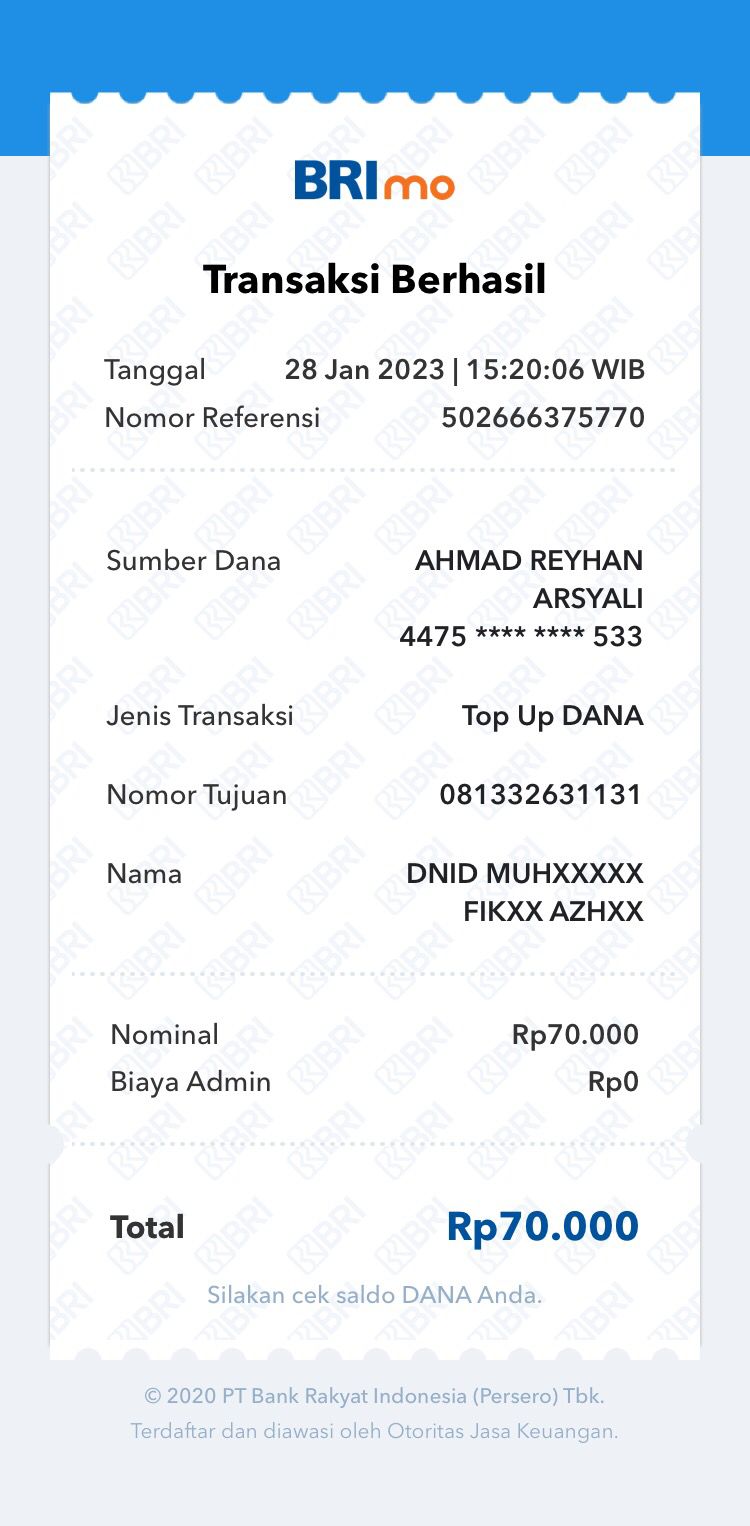 BRImo
Transaksi Berhasil
Tanggal 28 Jan 2023 | 15:20:06 WIB
Nomor Referensi 502666375770
Sumber Dana AHMAD REYHAN
ARSYALI
4475 **** **** 533
Jenis Transaksi Top Up DANA
Nomor Tujuan 081332631131
Nama DNID MUHXXXXX
FIKXX AZHXX
Nominal Rp70.000
Biaya Admin Rp0
Total Rp70.000
Silakan cek saldo DANA Anda.
© 2020 PT Bank Rakyat Indonesia (Persero) Tbk.
Terdaftar dan diawasi oleh Otoritas Jasa Keuangan.